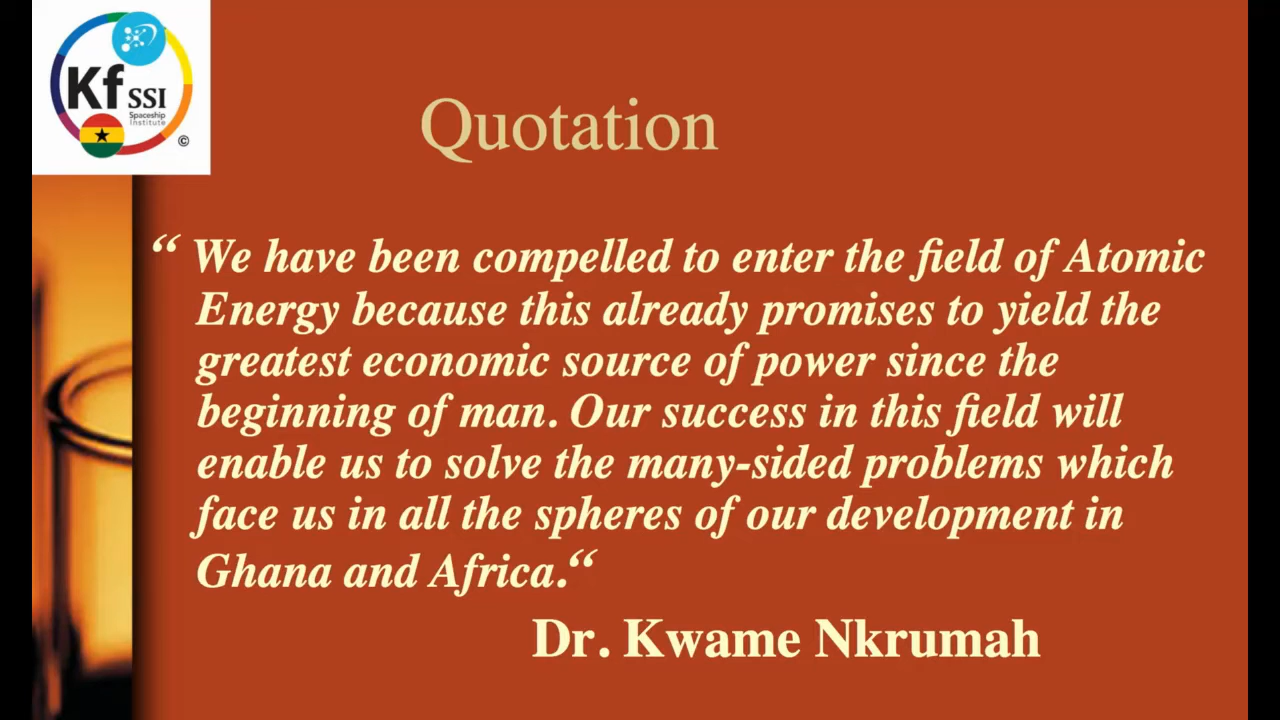 Kf SSI
Spaceship
Institute
©
Quotation
“ We have been compelled to enter the field of Atomic
Energy because this already promises to yield the
greatest economic source of power since the
beginning of man. Our success in this field will
enable us to solve the many-sided problems which
face us in all the spheres of our development in
Ghana and Africa.“
Dr. Kwame Nkrumah